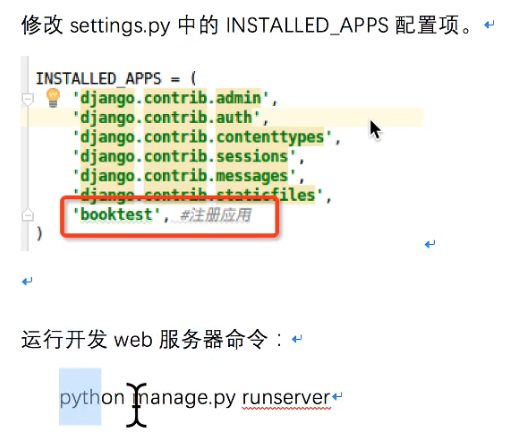 修改 settings.py 中的 INSTALLED_APPS 配置项。
INSTALLED_APPS = (
'django.contrib.admin',
'django.contrib.auth',
'django.contrib.contenttypes',
'django.contrib.sessions',
'django.contrib.messages',
'django.contrib.staticfiles',
'booktest', #注册应用
)
运行开发 web 服务器命令：
python manage.py runserver